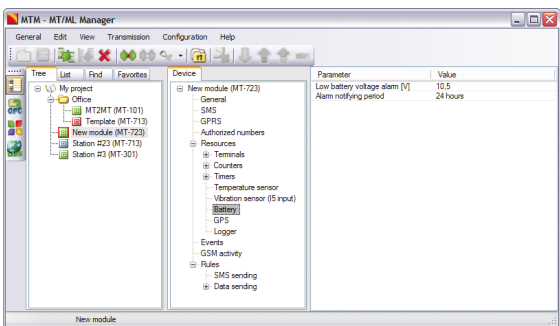 MTM - MT/ML Manager
General Edit View Transmission Configuration Help
Tree List Find Favorites
My project
Office
MT2MT (MT-101)
Template (MT-713)
New module (MT-723)
Station #23 (MT-713)
Station #3 (MT-301)
Device
New module (MT-723)
General
SMS
GPRS
Authorized numbers
Resources
Terminals
Counters
Timers
Temperature sensor
Vibration sensor (I5 input)
Battery
GPS
Logger
Events
GSM activity
Rules
SMS sending
Data sending
Parameter Value
Low battery voltage alarm [V] 10,5
Alarm notifying period 24 hours
New module